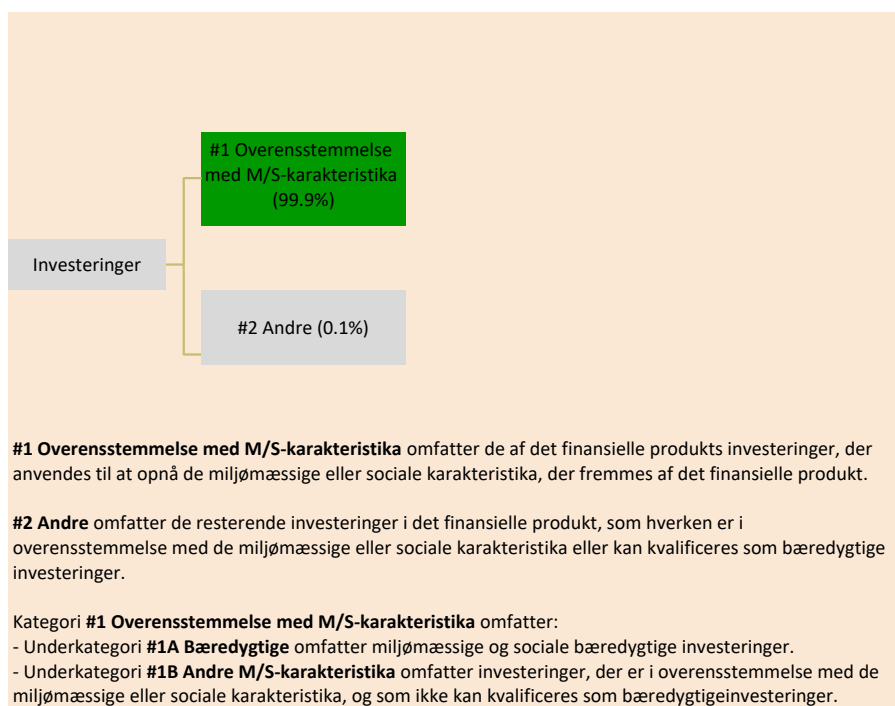 #1 Overensstemmelse
med M/S-karakteristika
(99.9%)
Investeringer
#2 Andre (0.1%)
#1 Overensstemmelse med M/S-karakteristika omfatter de af det finansielle produkts investeringer, der
anvendes til at opnå de miljømæssige eller sociale karakteristika, der fremmes af det finansielle produkt.
#2 Andre omfatter de resterende investeringer i det finansielle produkt, som hverken er i
overensstemmelse med de miljømæssige eller sociale karakteristika eller kan kvalificeres som bæredygtige
investeringer.
Kategori #1 Overensstemmelse med M/S-karakteristika omfatter:
- Underkategori #1A Bæredygtige omfatter miljømæssige og sociale bæredygtige investeringer.
- Underkategori #1B Andre M/S-karakteristika omfatter investeringer, der er i overensstemmelse med de
miljømæssige eller sociale karakteristika, og som ikke kan kvalificeres som bæredygtigeinvesteringer.